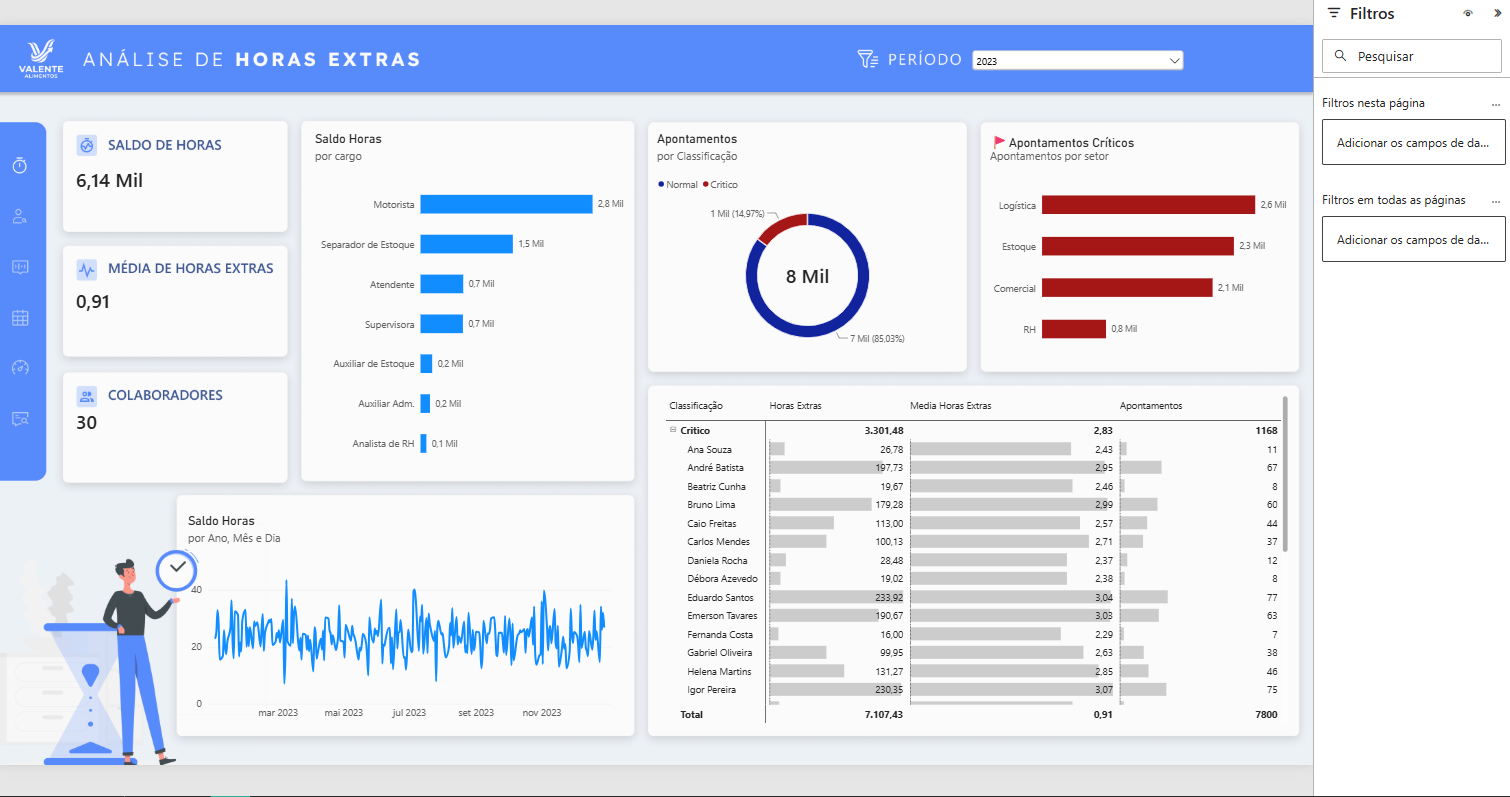 VALENTE
ALIMENTOS
ANÁLISE DE HORAS EXTRAS
PERÍODO
2023
SALDO DE HORAS
6,14 Mil
MÉDIA DE HORAS EXTRAS
0,91
COLABORADORES
30
Saldo Horas
por cargo
Motorista 2,8 Mil
Separador de Estoque 1,5 Mil
Atendente 0,7 Mil
Supervisora 0,7 Mil
Auxiliar de Estoque 0,2 Mil
Auxiliar Adm. 0,2 Mil
Analista de RH 0,1 Mil
Apontamentos
por Classificação
Normal Crítico
1 Mil (14,97%)
8 Mil
7 Mil (85,03%)
Apontamentos Críticos
Apontamentos por setor
Logística 2,6 Mil
Estoque 2,3 Mil
Comercial 2,1 Mil
RH 0,8 Mil
Saldo Horas
por Ano, Mês e Dia
40
20
0
mar 2023 mai 2023 jul 2023 set 2023 nov 2023
Classificação Horas Extras Media Horas Extras Apontamentos
Crítico 3.301,48 2,83 1168
Ana Souza 26,78 2,43 11
André Batista 197,73 2,95 67
Beatriz Cunha 19,67 2,46 8
Bruno Lima 179,28 2,99 60
Caio Freitas 113,00 2,57 44
Carlos Mendes 100,13 2,71 37
Daniela Rocha 28,48 2,37 12
Débora Azevedo 19,02 2,38 8
Eduardo Santos 233,92 3,04 77
Emerson Tavares 190,67 3,03 63
Fernanda Costa 16,00 2,29 7
Gabriel Oliveira 99,95 2,63 38
Helena Martins 131,27 2,85 46
Igor Pereira 230,35 3,07 75
Total 7.107,43 0,91 7800
Filtros
Pesquisar
Filtros nesta página ...
Adicionar os campos de da...
Filtros em todas as páginas ...
Adicionar os campos de da...